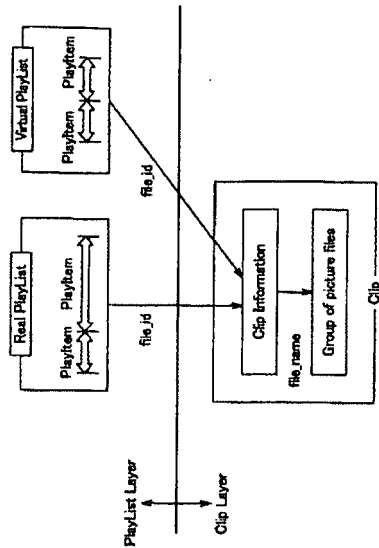 Real PlayList
PlayItem
PlayItem
Virtual PlayList
PlayItem
PlayItem
file_id
file_id
PlayList Layer
Clip Layer
Clip Information
file_name
Group of picture files
Clip